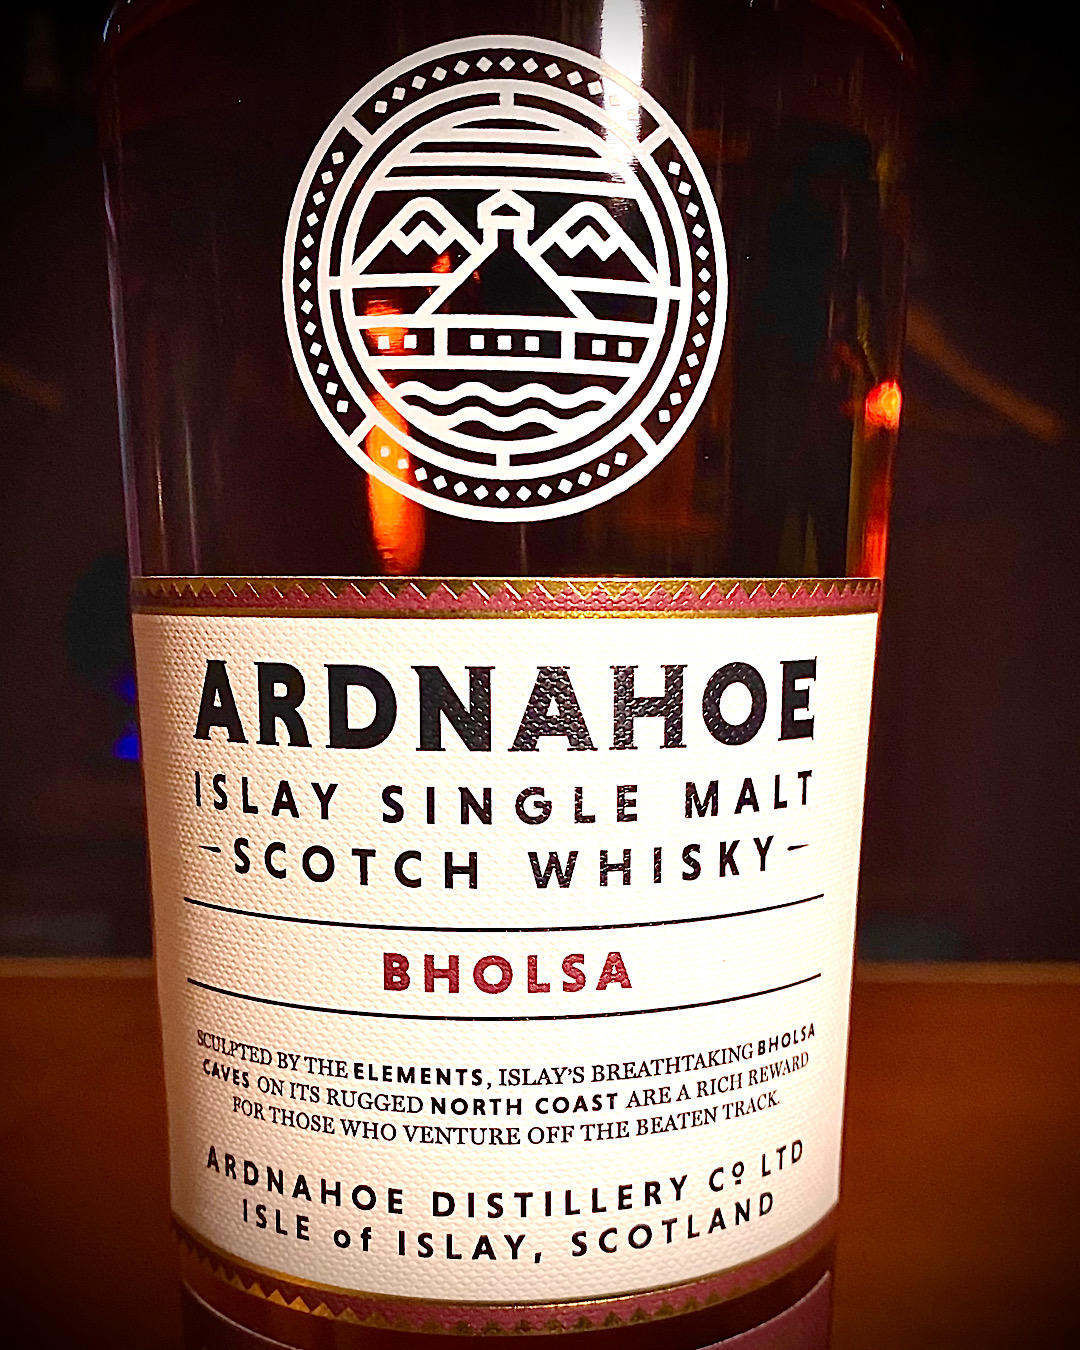 ARDNAHOE
ISLAY SINGLE MALT
-SCOTCH WHISKY-
BHOLSA
SCULPTED BY THE ELEMENTS, ISLAY'S BREATHTAKING BHOLSA
CAVES ON ITS RUGGED NORTH COAST ARE A RICH REWARD
FOR THOSE WHO VENTURE OFF THE BEATEN TRACK.
ARDNAHOE DISTILLERY Cº LTD
ISLE of ISLAY, SCOTLAND